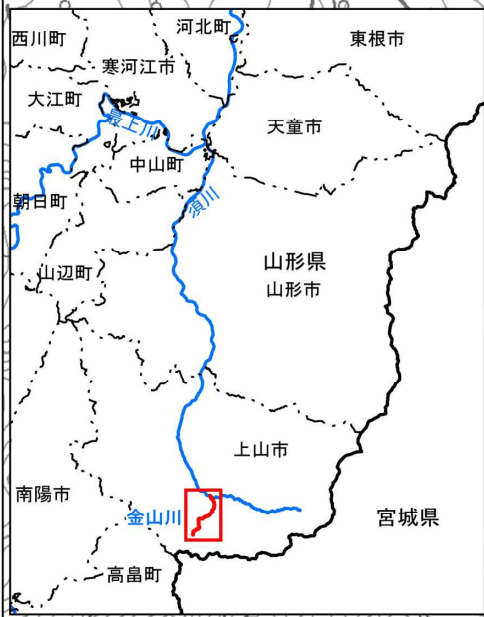 西川町
河北町
東根市
寒河江市
大江町
最上川
天童市
中山町
朝日町
須川
山形県
山辺町
山形市
上山市
南陽市
金山川
宮城県
高畠町